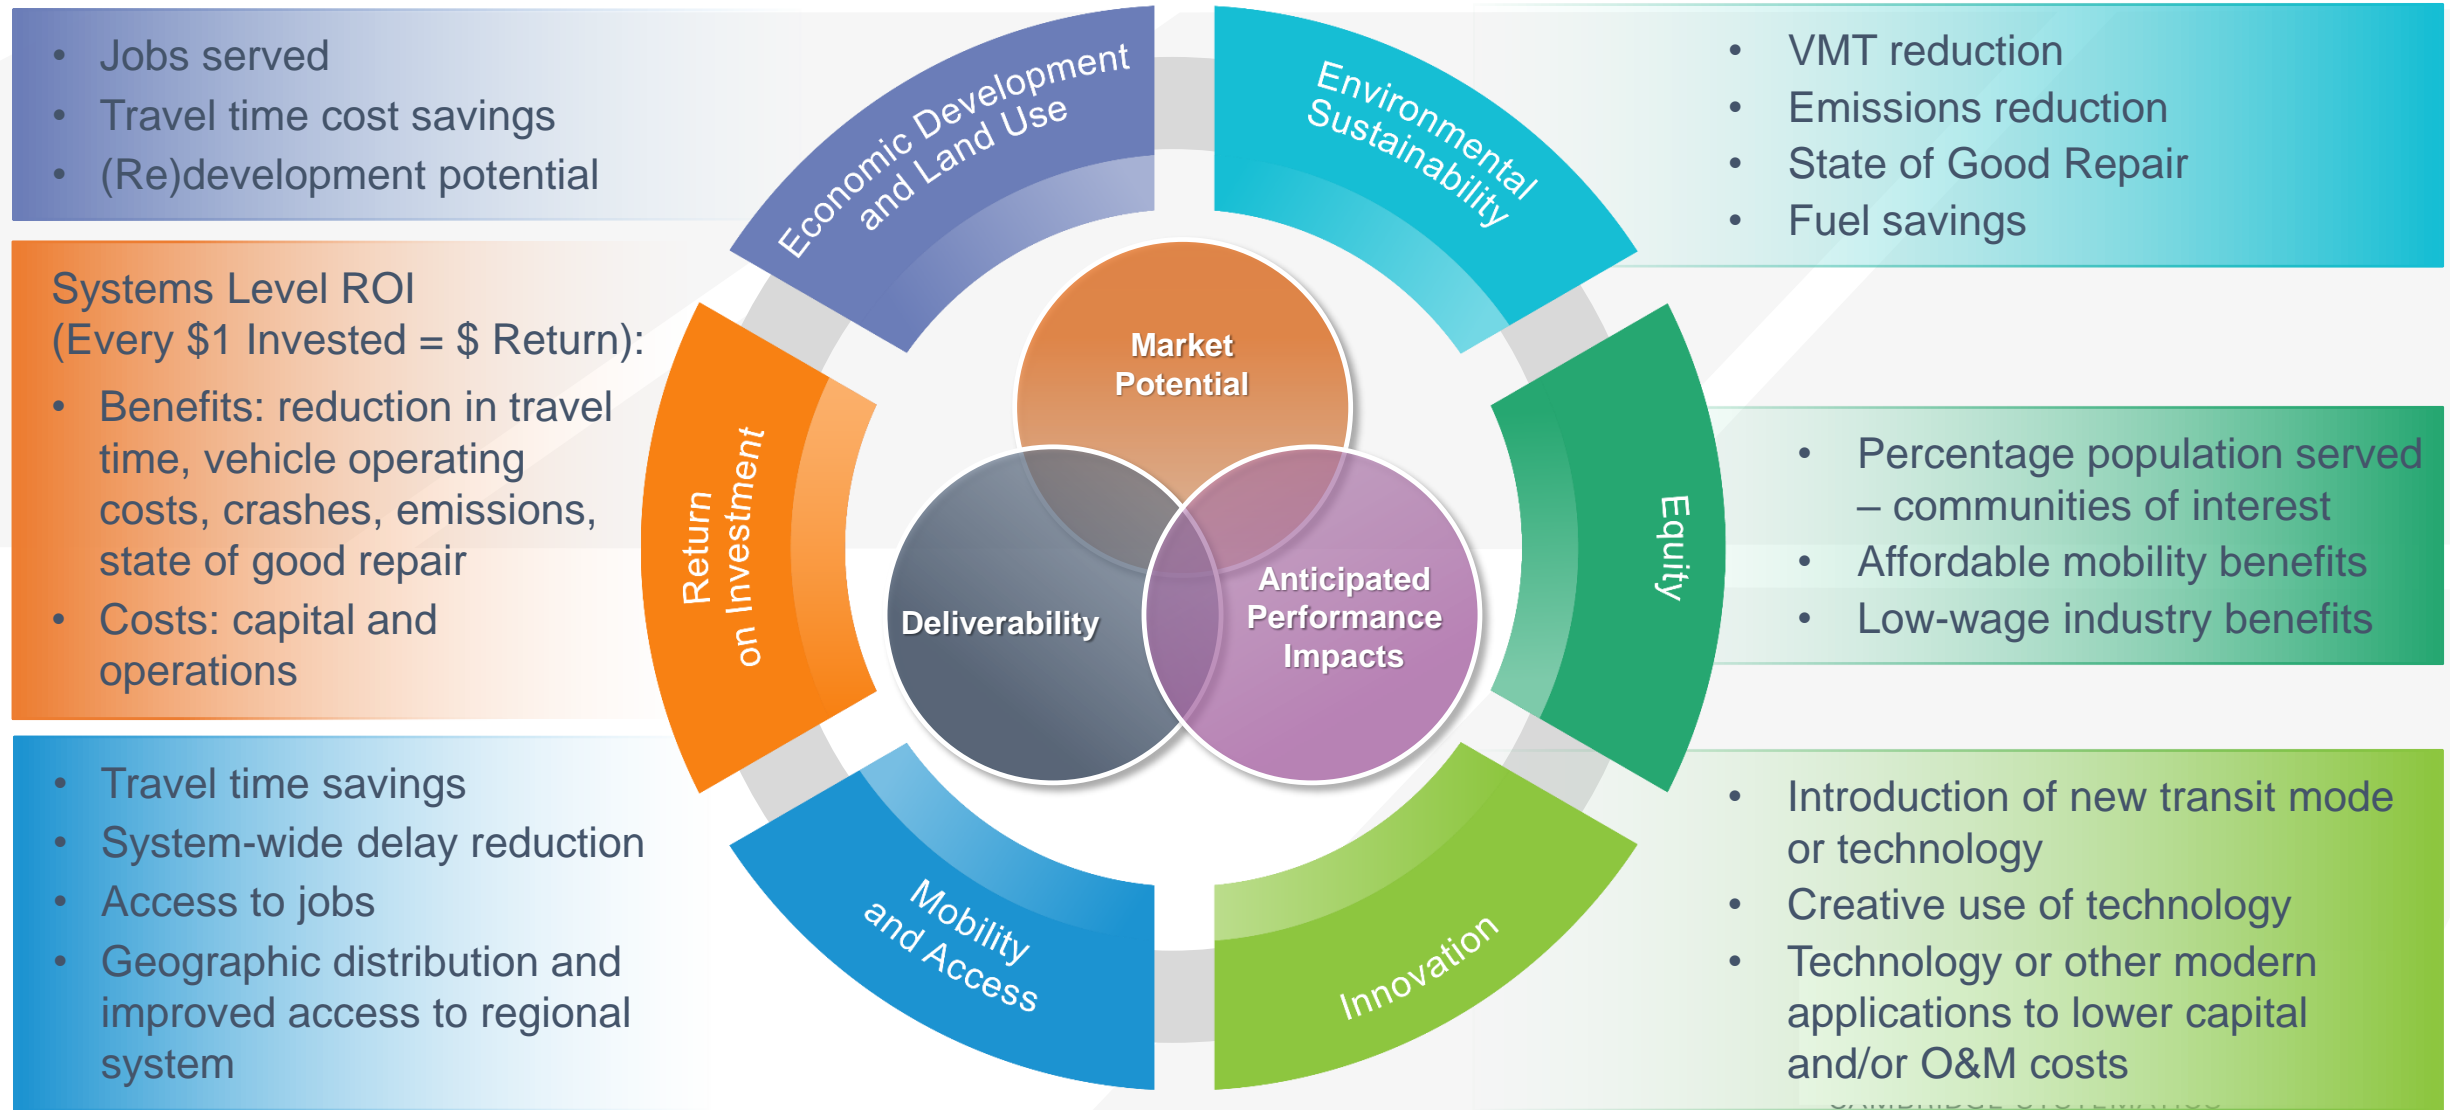 • Jobs served
• Travel time cost savings
• (Re)development potential
Systems Level ROI
(Every $1 Invested = $ Return):
• Benefits: reduction in travel
time, vehicle operating
costs, crashes, emissions,
state of good repair
• Costs: capital and
operations
• Travel time savings
• System-wide delay reduction
• Access to jobs
• Geographic distribution and
improved access to regional
system
Economic Development
and Land Use
Environmental
Sustainability
Return
on Investment
Equity
Mobility
and Access
Innovation
Market
Potential
Deliverability
Anticipated
Performance
Impacts
• VMT reduction
• Emissions reduction
• State of Good Repair
• Fuel savings
• Percentage population served
– communities of interest
• Affordable mobility benefits
• Low-wage industry benefits
• Introduction of new transit mode
or technology
• Creative use of technology
• Technology or other modern
applications to lower capital
and/or O&M costs